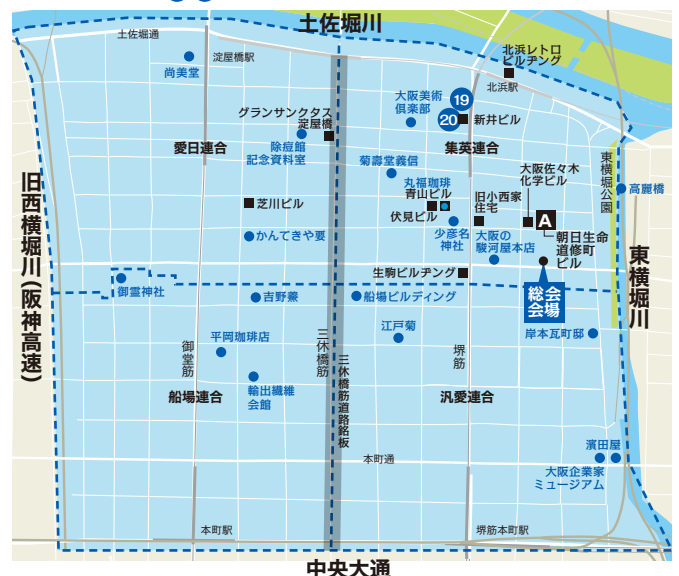 土佐堀川
土佐堀通
淀屋橋駅
尚美堂
北浜レトロ
ビルヂング
北浜駅
大阪美術
倶楽部
19
20
新井ビル
グランサンクタス
淀屋橋
除痘館
記念資料室
愛日連合
集英連合
菊壽堂義信
大阪佐々木
化学ビル
東横堀公園
高麗橋
丸福珈琲
青山ビル
伏見ビル
旧小西家
住宅
芝川ビル
A
かんてきや要
少彦名
神社
大阪の
駿河屋本店
朝日生命
道修町
ビル
旧西横堀川(阪神高速)
東横堀川
生駒ビルヂング
御霊神社
吉野鮨
船場ビルディング
総会
会場
江戸菊
岸本瓦町邸
平岡珈琲店
御堂筋
三休橋筋
三休橋筋道路銘板
堺筋
輸出繊維
会館
船場連合
汎愛連合
濱田屋
本町通
大阪企業家
ミュージアム
本町駅
堺筋本町駅
中央大通